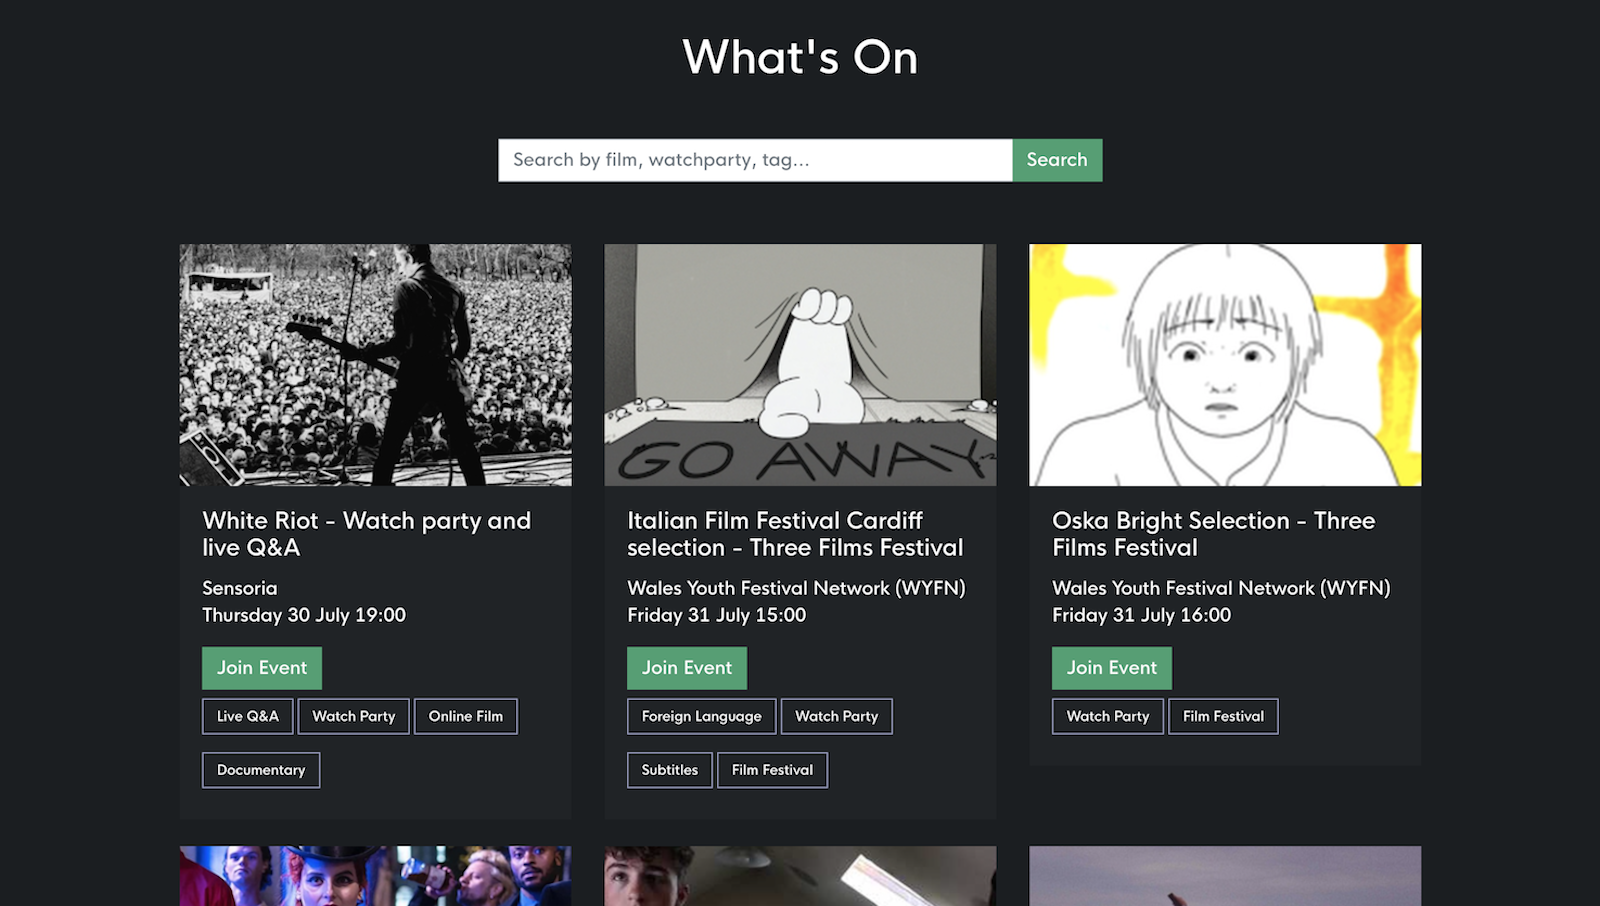 What's On
Search by film, watchparty, tag...
Search
GO AWAY
White Riot - Watch party and
live Q&A
Sensoria
Thursday 30 July 19:00
Join Event
Live Q&A
Watch Party
Online Film
Documentary
Italian Film Festival Cardiff
selection - Three Films Festival
Wales Youth Festival Network (WYFN)
Friday 31 July 15:00
Join Event
Foreign Language
Watch Party
Subtitles
Film Festival
Oska Bright Selection - Three
Films Festival
Wales Youth Festival Network (WYFN)
Friday 31 July 16:00
Join Event
Watch Party
Film Festival